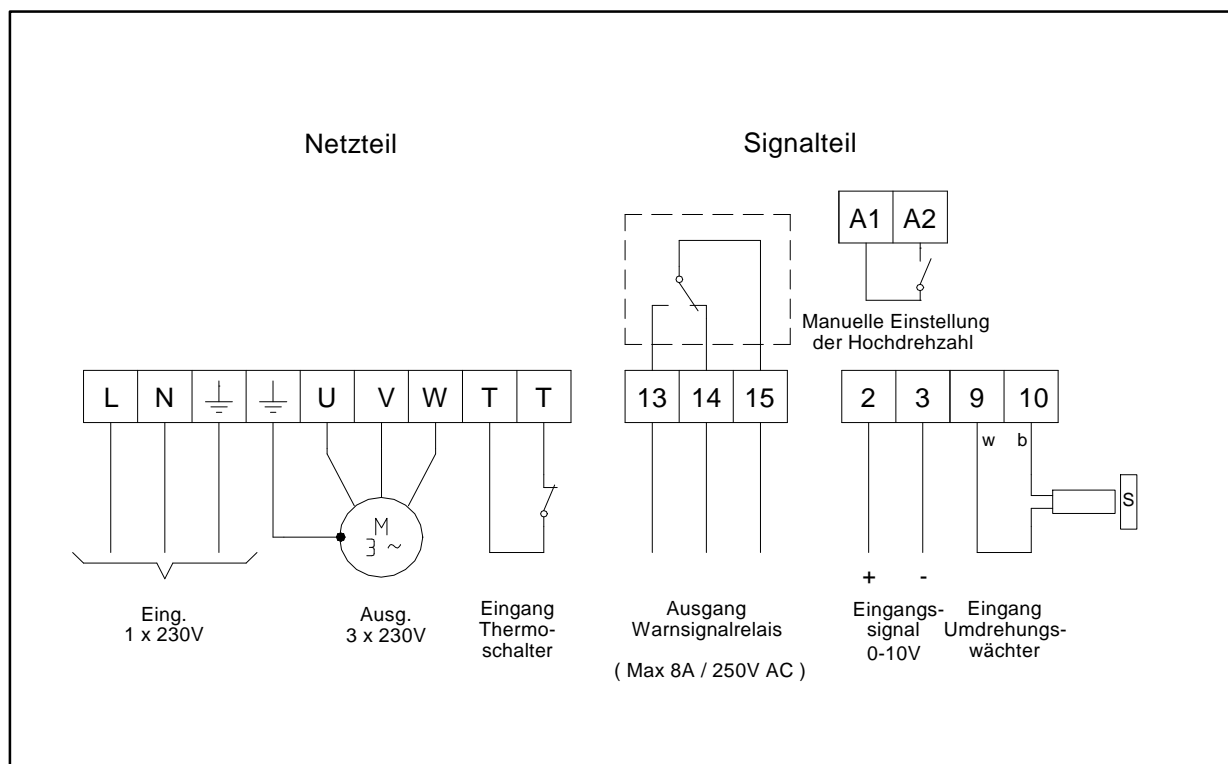 Netzteil
Signalteil
A1 A2
Manuelle Einstellung
der Hochdrehzahl
L N U V W T T
13 14 15
2 3 9 10
w b
S
M
3 ~
+ -
Eing.
1 x 230V
Ausg.
3 x 230V
Eingang
Thermo-
schalter
Ausgang
Warnsignalrelais
( Max 8A / 250V AC )
Eingangs-
signal
0-10V
Eingang
Umdrehungs-
wächter